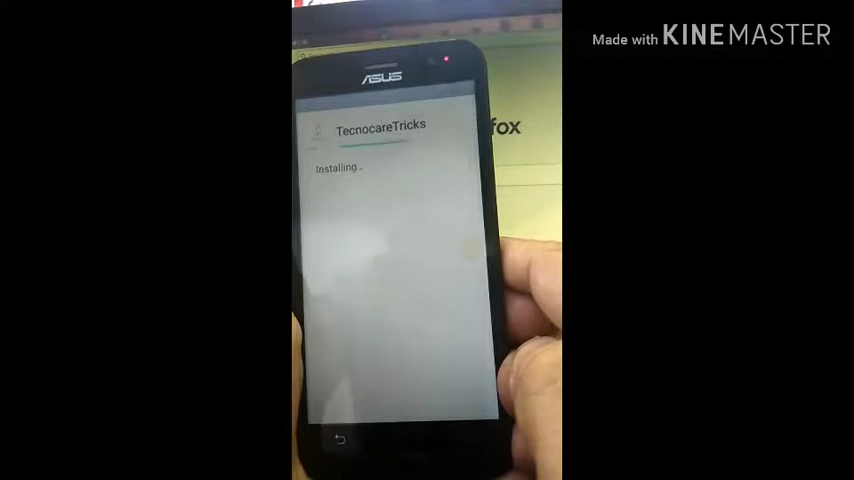 Made with KINEMASTER
ASUS
fox
TecnocareTricks
Installing...